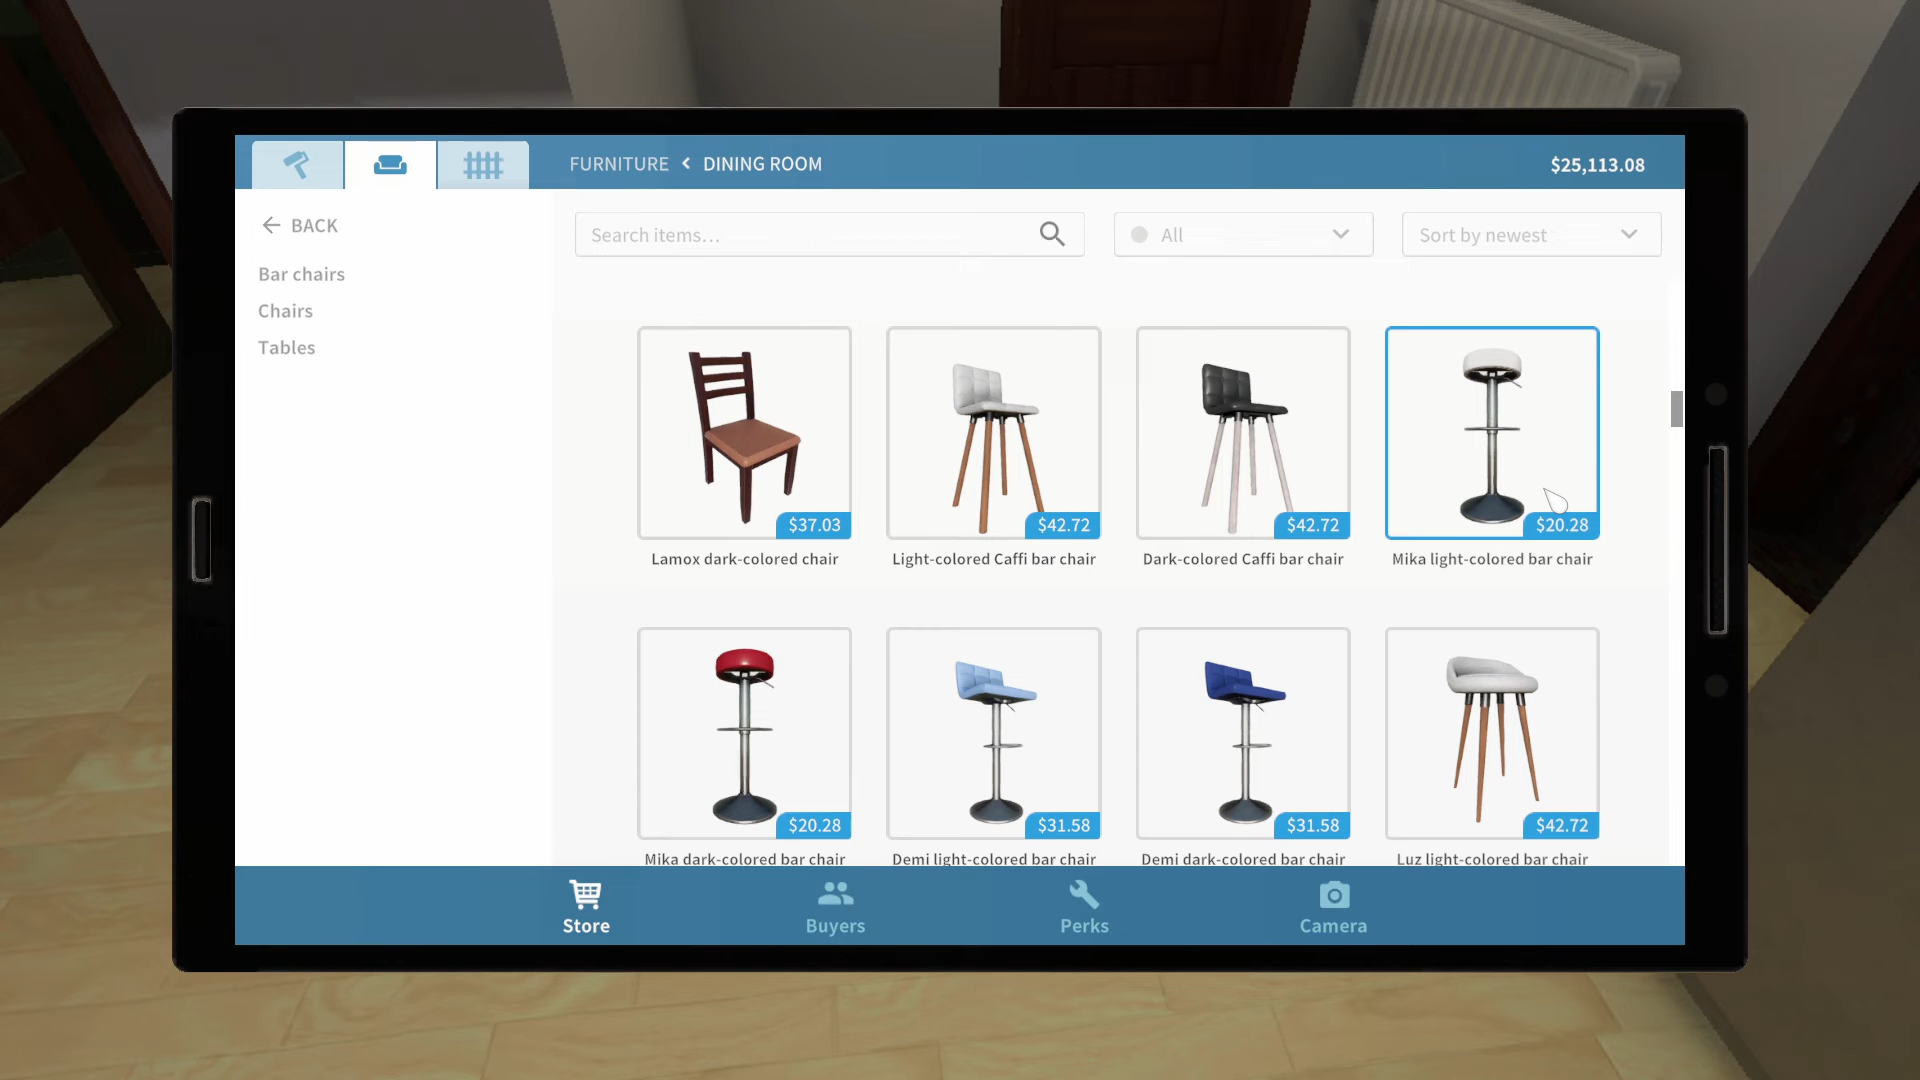 FURNITURE < DINING ROOM
$25,113.08
BACK
Search items...
All
Sort by newest
Bar chairs
Chairs
Tables
$37.03
$42.72
$42.72
$20.28
Lamox dark-colored chair
Light-colored Caffi bar chair
Dark-colored Caffi bar chair
Mika light-colored bar chair
$20.28
$31.58
$31.58
$42.72
Mika dark-colored bar chair
Demi light-colored bar chair
Demi dark-colored bar chair
Luz light-colored bar chair
Store
Buyers
Perks
Camera